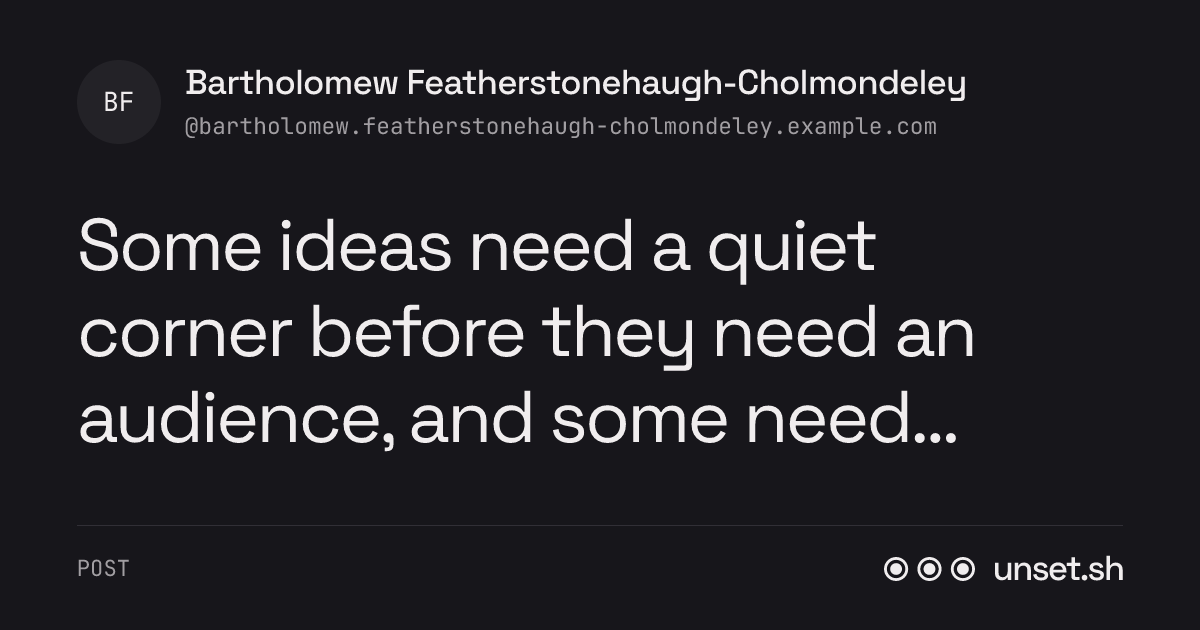 BF
Bartholomew Featherstonehaugh-Cholmondeley
@bartholomew.featherstonehaugh-cholmondeley.example.com
Some ideas need a quiet
corner before they need an
audience, and some need...
POST
unset.sh